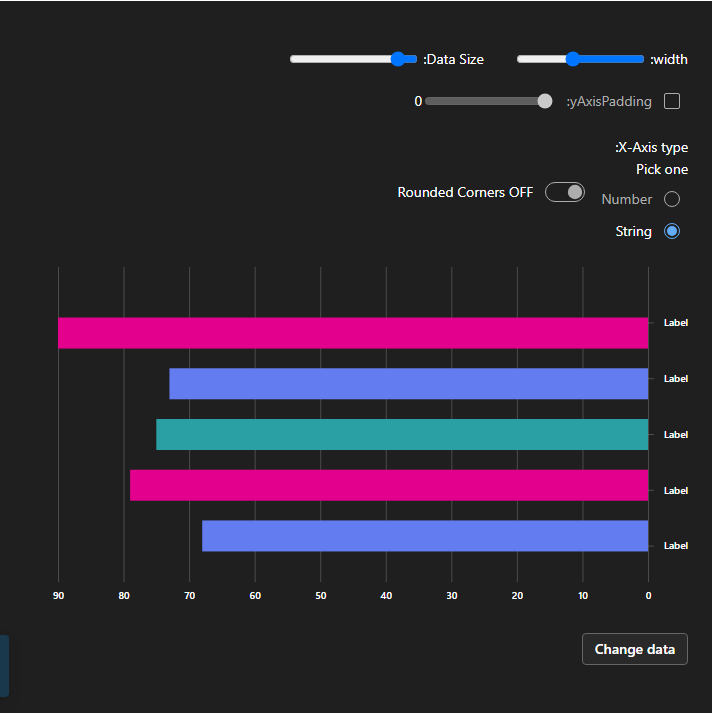 :width
:Data Size
:yAxisPadding
0
:X-Axis type
Pick one
Number
Rounded Corners OFF
String
Label
Label
Label
Label
Label
90 80 70 60 50 40 30 20 10 0
Change data